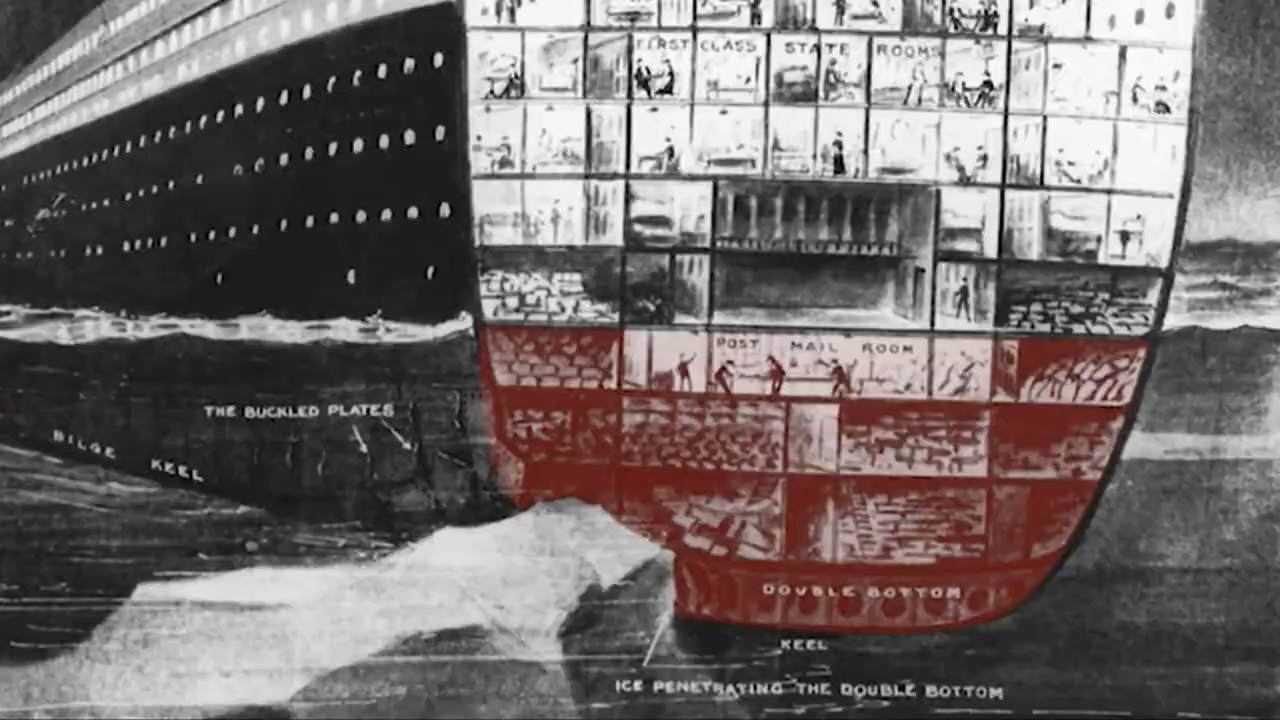 FIRST CLASS STATE ROOMS
POST MAIL ROOM
THE BUCKLED PLATES
BILGE KEEL
DOUBLE BOTTOM
KEEL
ICE PENETRATING THE DOUBLE BOTTOM